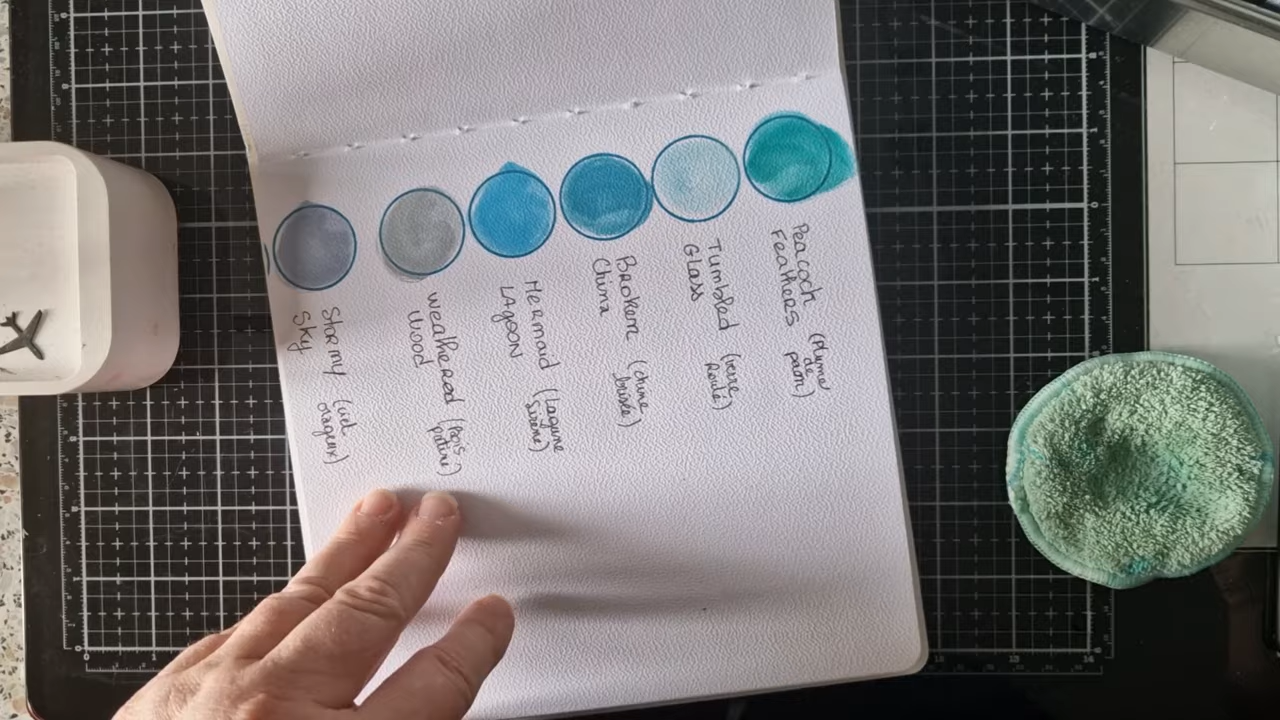 Peacock
Feathers
(Plume
de
paon)
Tumbled
Glass
(verre
Roulé)
Broken
China
(chine
brisée)
Mermaid
LAGOON
(Lagune
sirène)
Weathered
Wood
(Bois
patiné)
Stormy
Sky
(ciel
orageux)